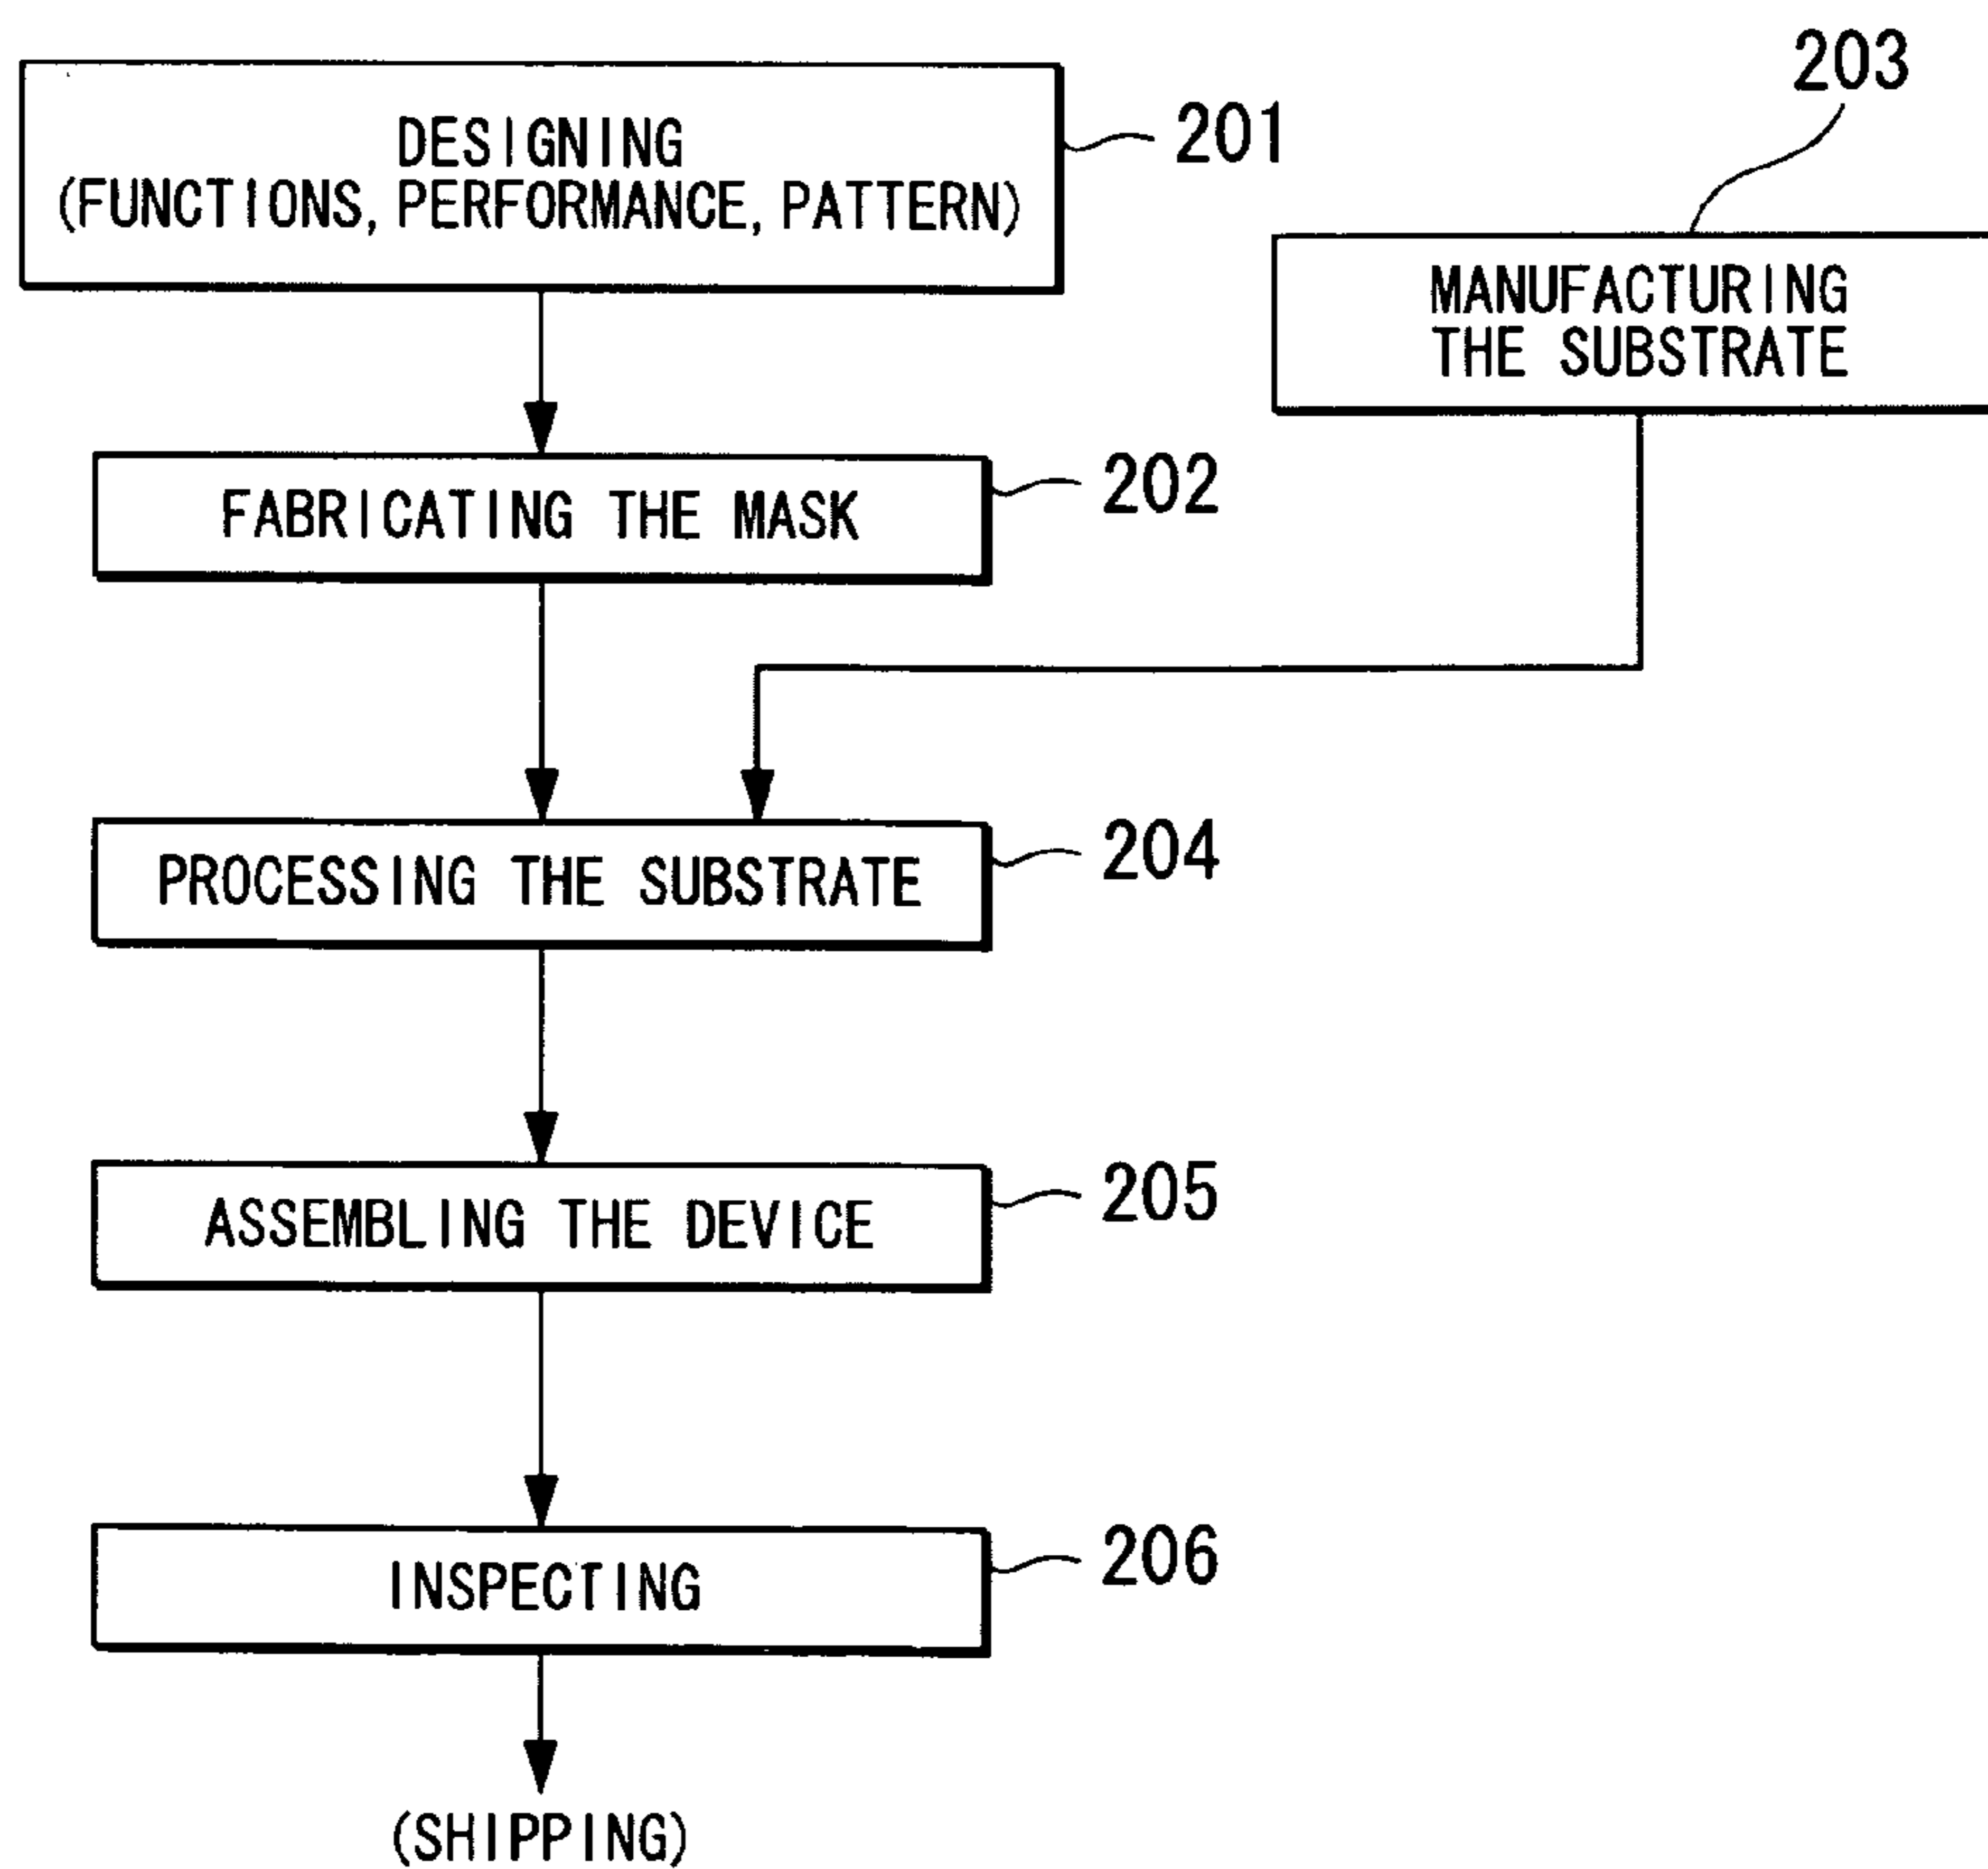 DESIGNING
(FUNCTIONS, PERFORMANCE, PATTERN)
201
203
MANUFACTURING
THE SUBSTRATE
FABRICATING THE MASK
202
PROCESSING THE SUBSTRATE
204
ASSEMBLING THE DEVICE
205
INSPECTING
206
(SHIPPING)